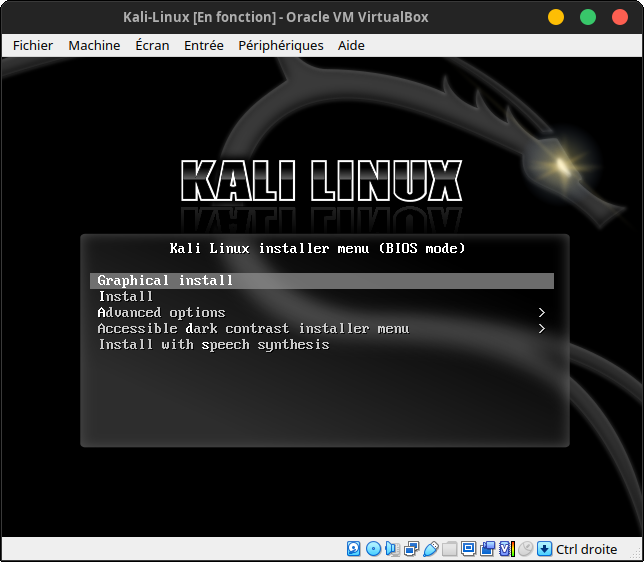 Kali-Linux [En fonction] - Oracle VM VirtualBox
Fichier Machine Écran Entrée Périphériques Aide
KALI LINUX
Kali Linux installer menu (BIOS mode)
Graphical install
Install
Advanced options >
Accessible dark contrast installer menu >
Install with speech synthesis
Ctrl droite